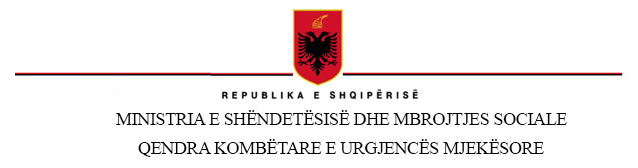 REPUBLIKA E SHQIPËRISË
MINISTRIA E SHËNDETËSISË DHE MBROJTJES SOCIALE
QENDRA KOMBËTARE E URGJENCËS MJEKËSORE